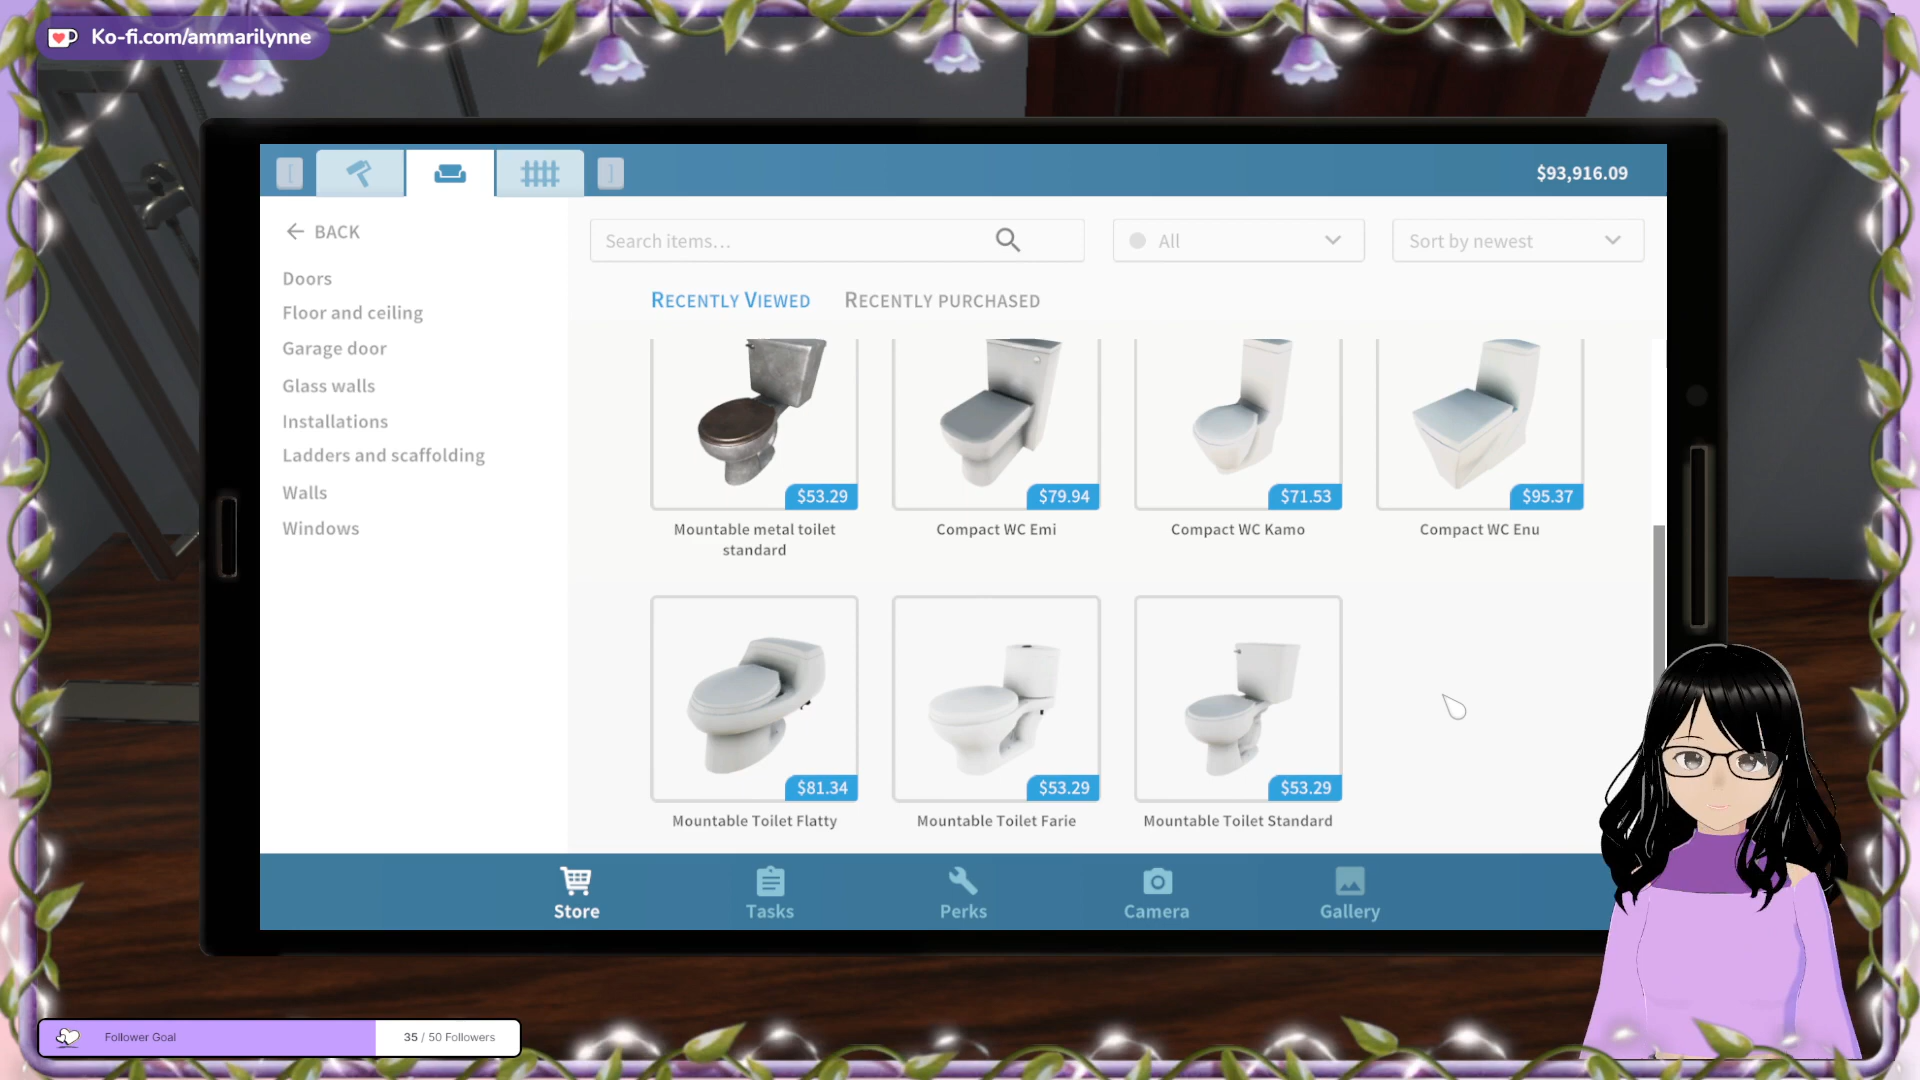 Ko-fi.com/ammarilynne
[
]
$93,916.09
BACK
Search items...
All
Sort by newest
Doors
Floor and ceiling
Garage door
Glass walls
Installations
Ladders and scaffolding
Walls
Windows
RECENTLY VIEWED
RECENTLY PURCHASED
$53.29
$79.94
$71.53
$95.37
Mountable metal toilet
standard
Compact WC Emi
Compact WC Kamo
Compact WC Enu
$81.34
$53.29
$53.29
Mountable Toilet Flatty
Mountable Toilet Farie
Mountable Toilet Standard
Store
Tasks
Perks
Camera
Gallery
Follower Goal
35 / 50 Followers